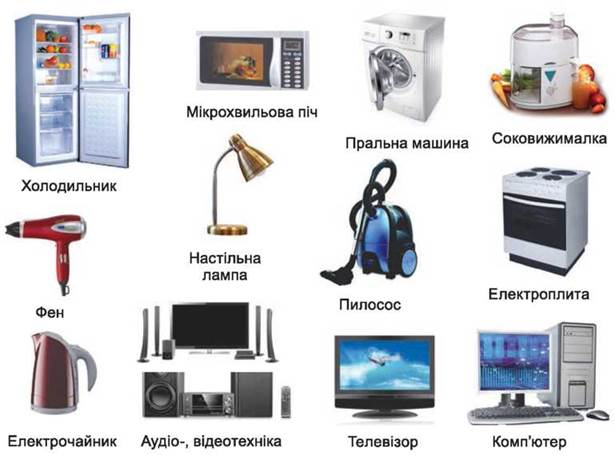 Холодильник
Мікрохвильова піч
Пральна машина
Соковижималка
Фен
Настільна
лампа
Пилосос
Електроплита
Електрочайник
Аудіо-, відеотехніка
Телевізор
Комп'ютер